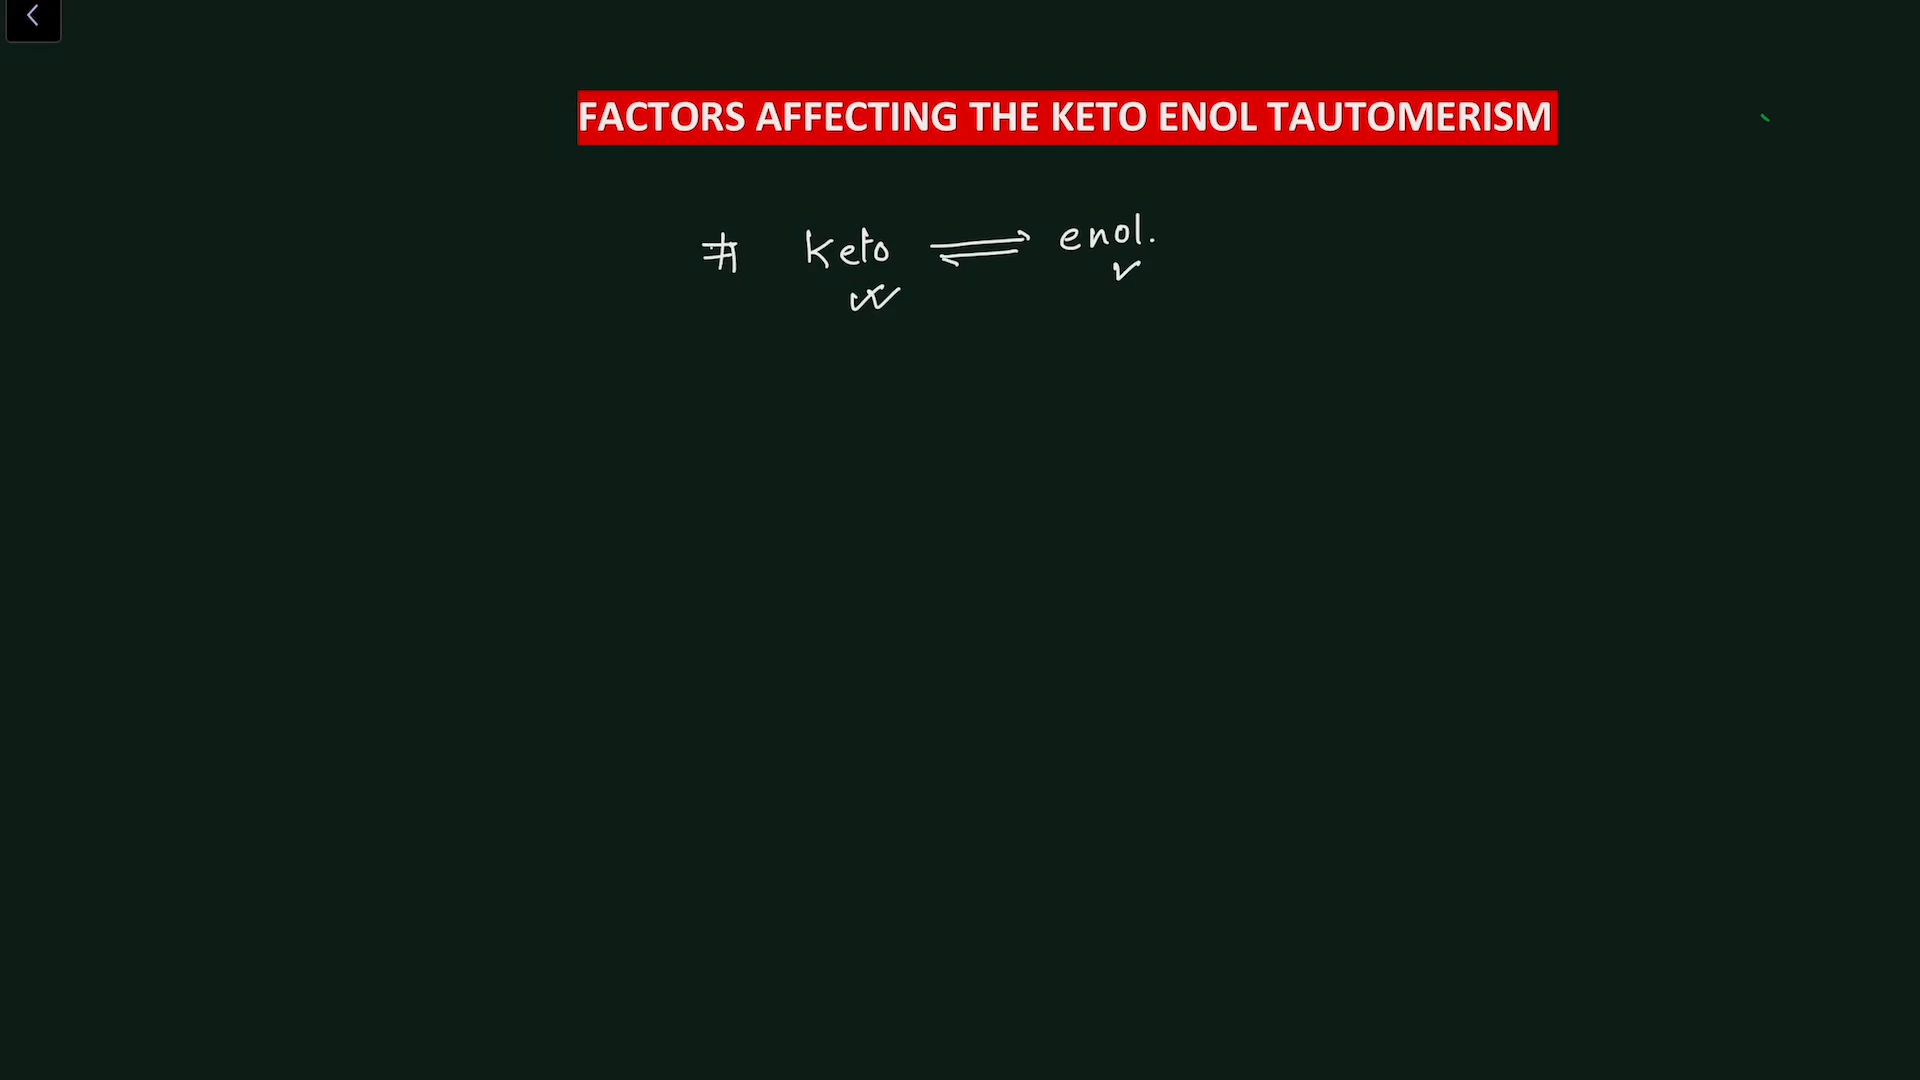 FACTORS AFFECTING THE KETO ENOL TAUTOMERISM
# Keto ⇌ enol.